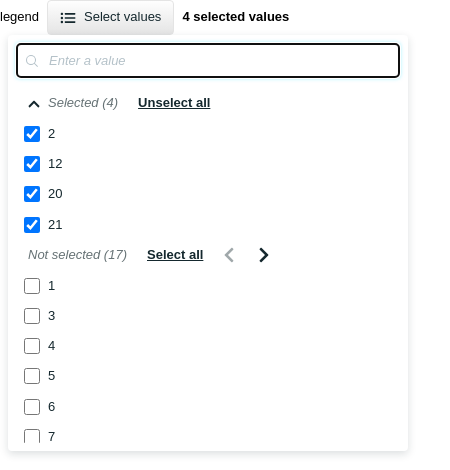 legend Select values 4 selected values
Enter a value
Selected (4) Unselect all
2
12
20
21
Not selected (17) Select all
1
3
4
5
6
7